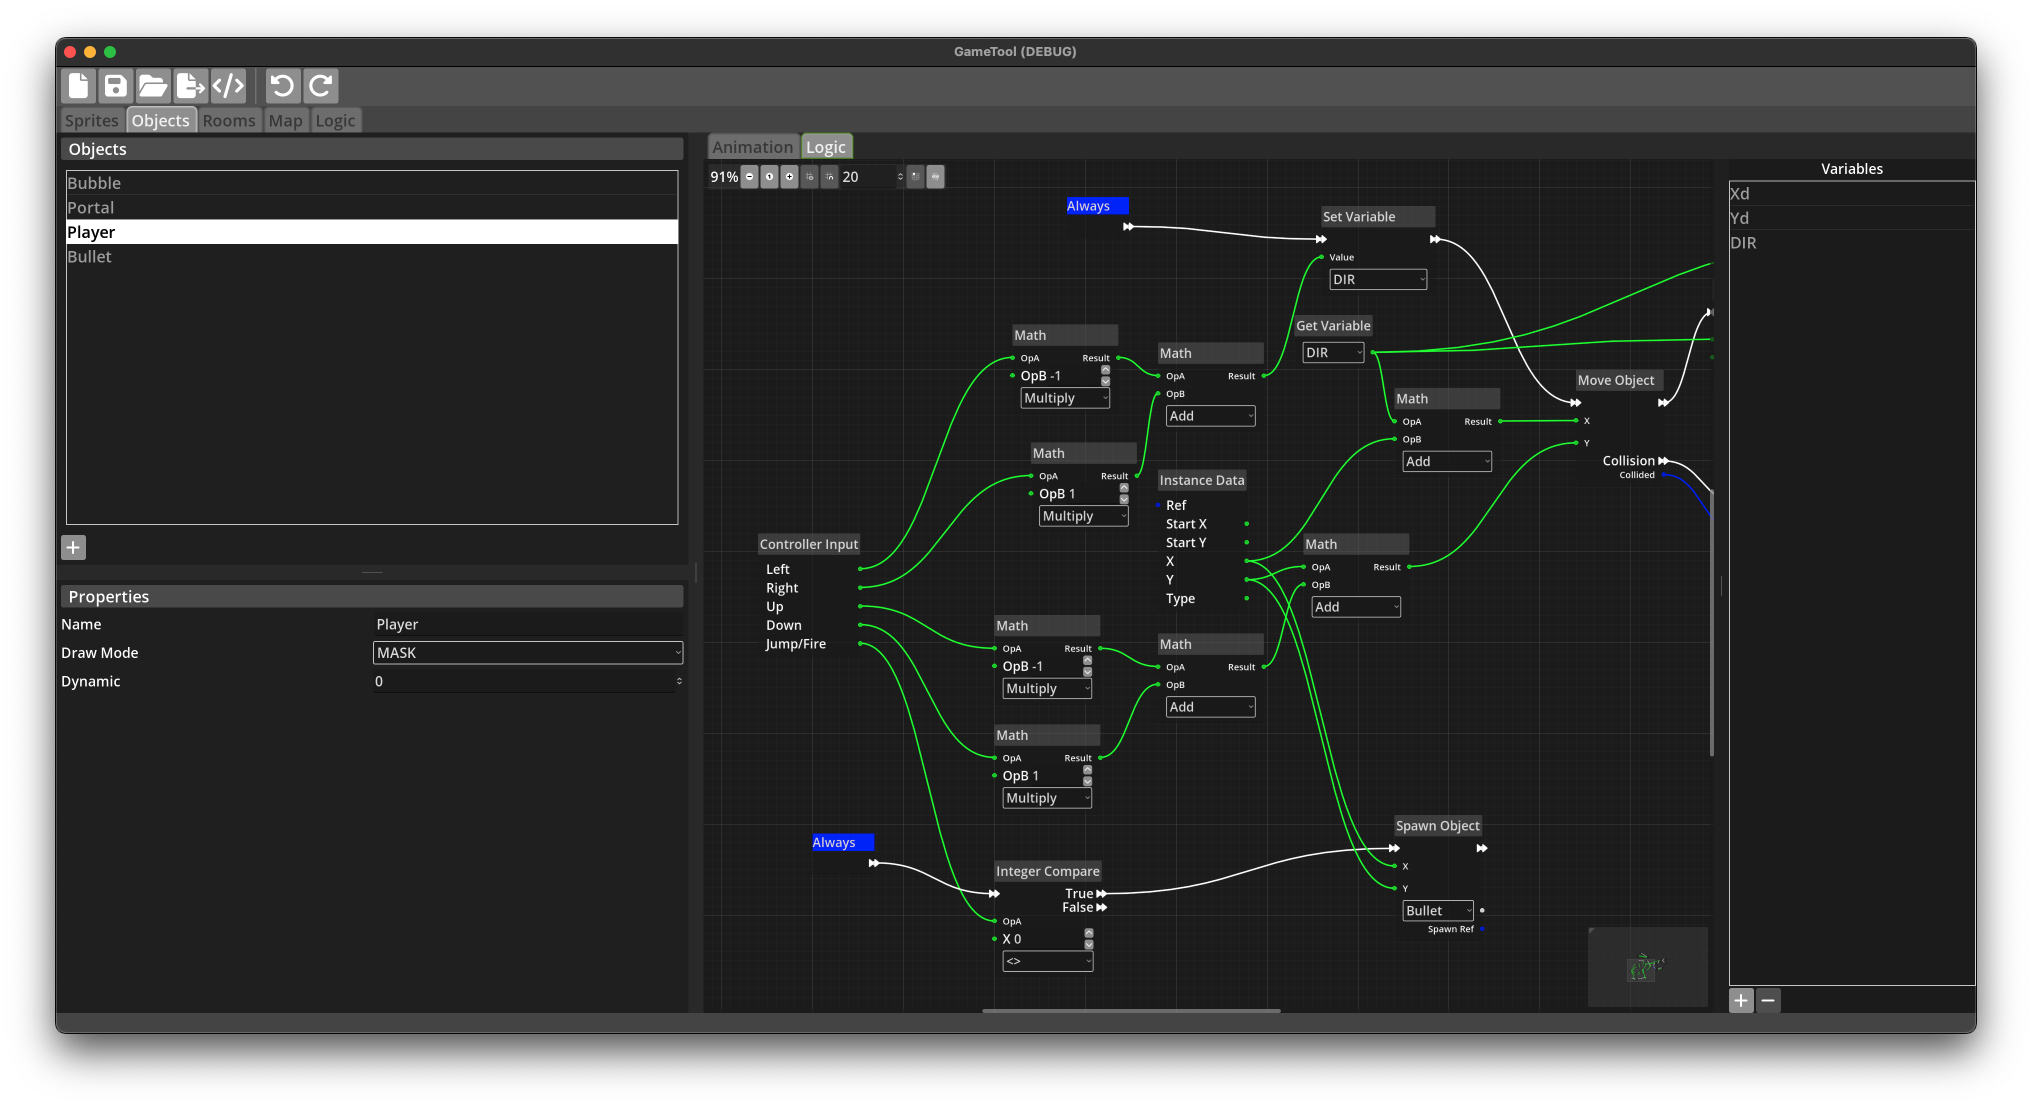 GameTool (DEBUG)
Sprites Objects Rooms Map Logic
Objects
Bubble
Portal
Player
Bullet
Properties
Name Player
Draw Mode MASK
Dynamic 0
Animation Logic
91% 20
Always
Set Variable
Value
DIR
Get Variable
DIR
Math
OpA Result
OpB -1
Multiply
Math
OpA Result
OpB
Add
Math
OpA Result
OpB 1
Multiply
Math
OpA Result
OpB
Add
Move Object
X
Y
Collision
Collided
Instance Data
Ref
Start X
Start Y
X
Y
Type
Controller Input
Left
Right
Up
Down
Jump/Fire
Math
OpA Result
OpB
Add
Math
OpA Result
OpB -1
Multiply
Math
OpA Result
OpB
Add
Math
OpA Result
OpB 1
Multiply
Always
Integer Compare
True
False
OpA
X 0
<>
Spawn Object
X
Y
Bullet
Spawn Ref
Variables
Xd
Yd
DIR